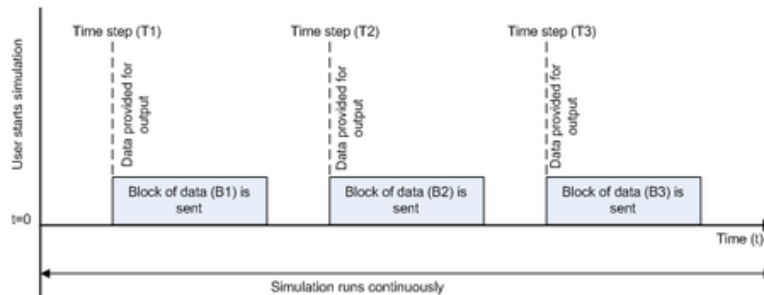 User starts simulation
Time step (T1)
Time step (T2)
Time step (T3)
Data provided for
output
Data provided for
output
Data provided for
output
Block of data (B1) is
sent
Block of data (B2) is
sent
Block of data (B3) is
sent
t=0
Time (t)
Simulation runs continuously